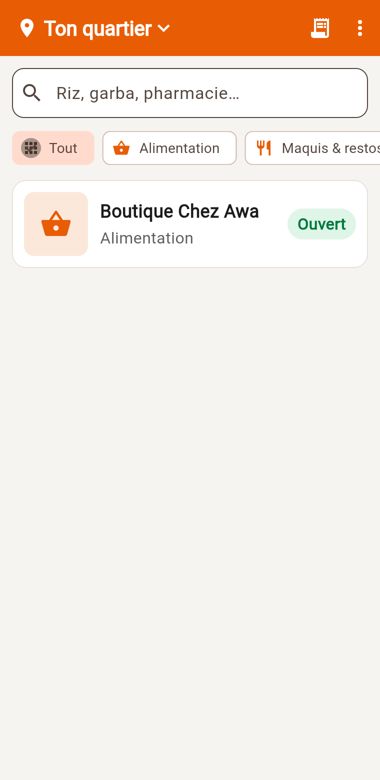 Ton quartier
Riz, garba, pharmacie...
Tout
Alimentation
Maquis & restos
Boutique Chez Awa
Alimentation
Ouvert